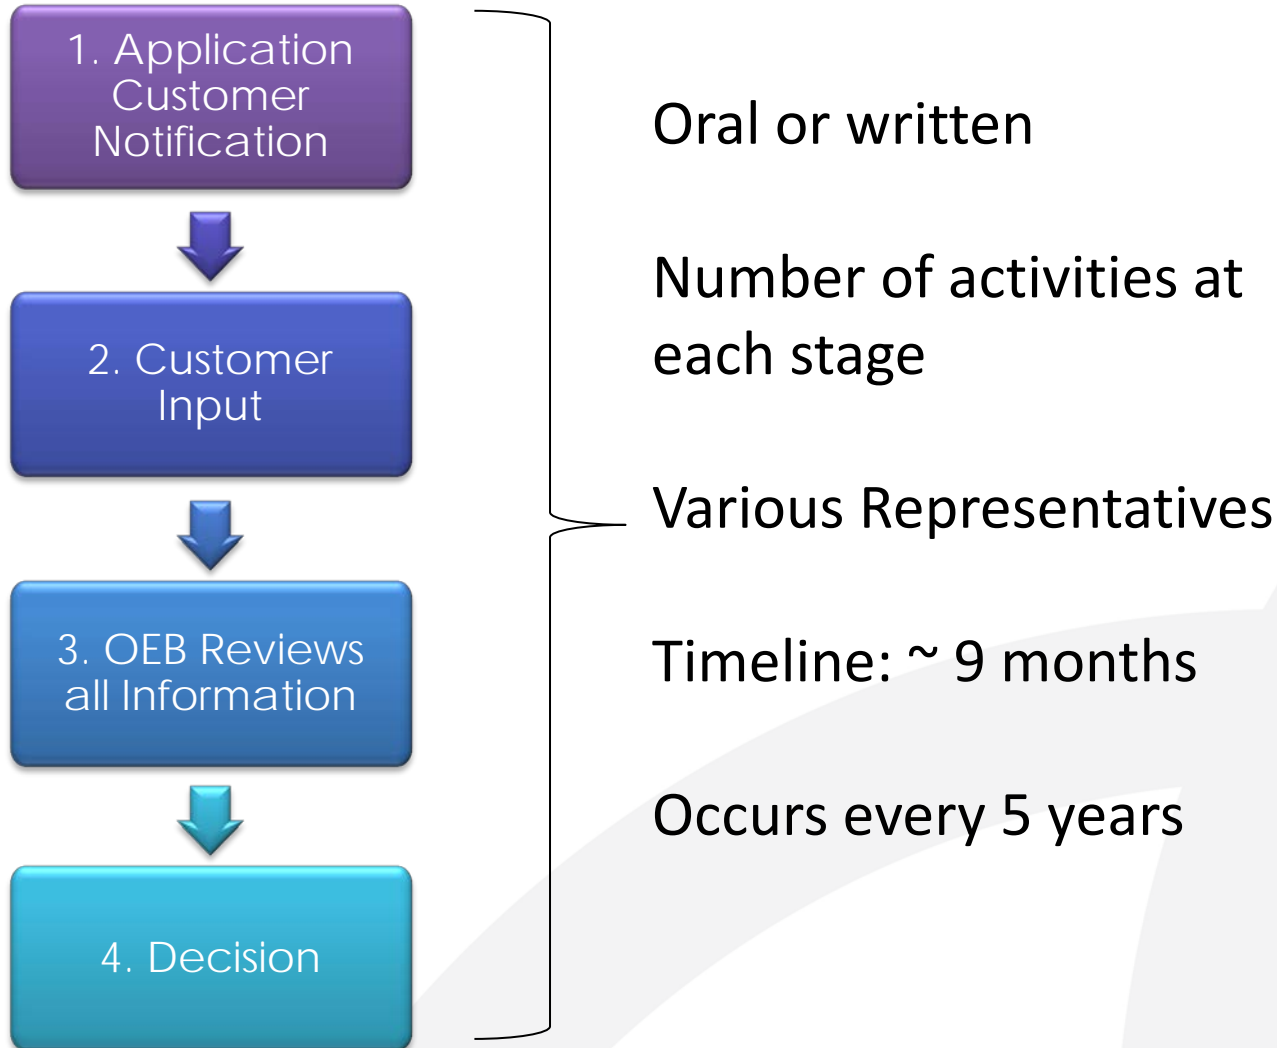 1. Application
Customer
Notification
2. Customer
Input
3. OEB Reviews
all Information
4. Decision
Oral or written
Number of activities at
each stage
Various Representatives
Timeline: ~ 9 months
Occurs every 5 years